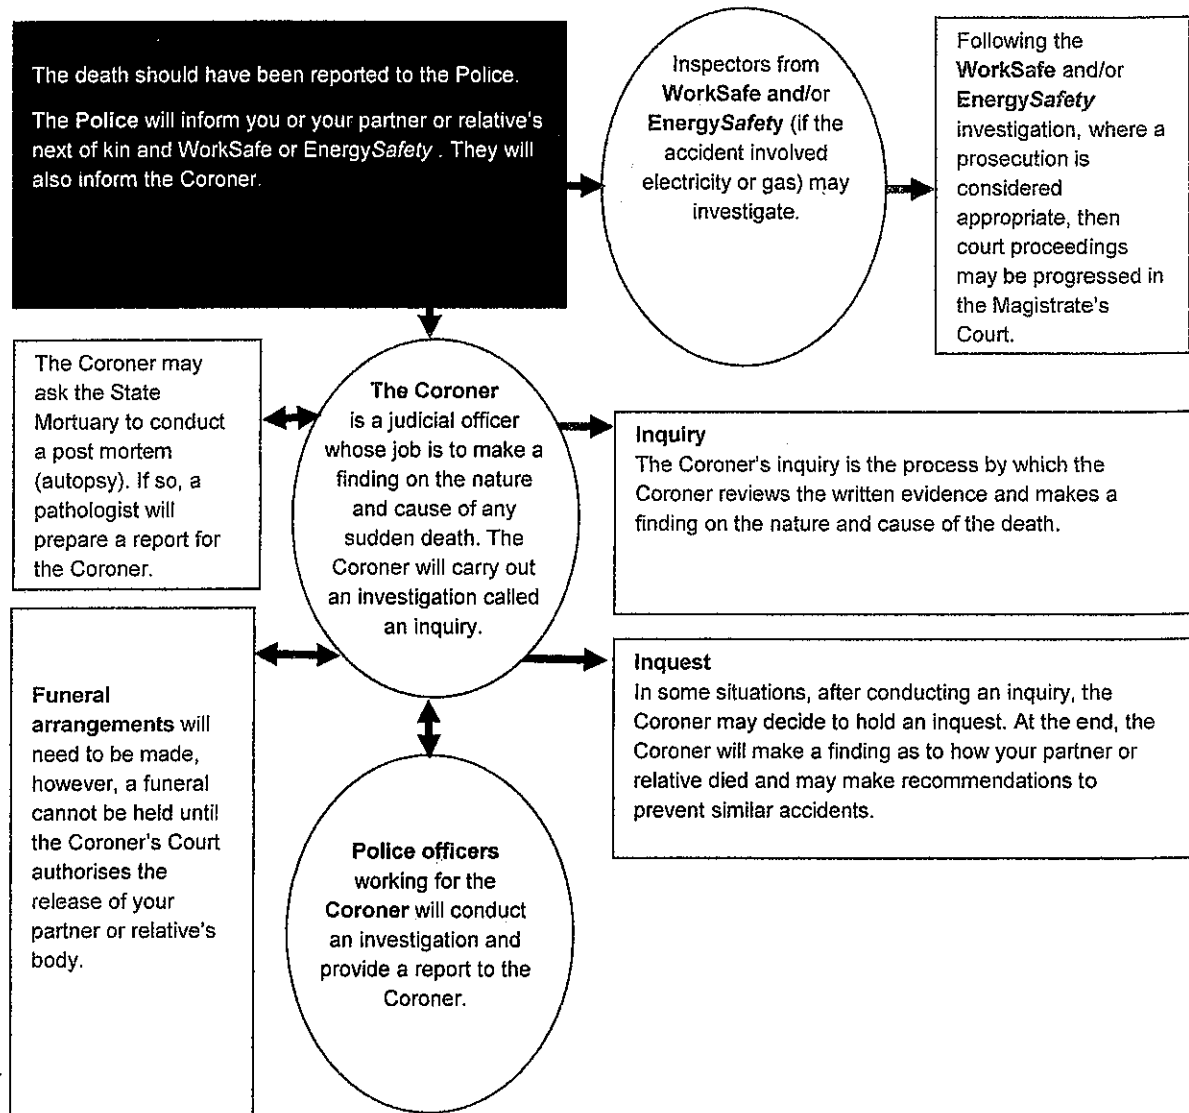 The death should have been reported to the Police.
The Police will inform you or your partner or relative's
next of kin and WorkSafe or EnergySafety . They will
also inform the Coroner.
Inspectors from
WorkSafe and/or
EnergySafety (if the
accident involved
electricity or gas) may
investigate.
Following the
WorkSafe and/or
EnergySafety
investigation, where a
prosecution is
considered
appropriate, then
court proceedings
may be progressed in
the Magistrate's
Court.
The Coroner may
ask the State
Mortuary to conduct
a post mortem
(autopsy). If so, a
pathologist will
prepare a report for
the Coroner.
The Coroner
is a judicial officer
whose job is to make a
finding on the nature
and cause of any
sudden death. The
Coroner will carry out
an investigation called
an inquiry.
Inquiry
The Coroner's inquiry is the process by which the
Coroner reviews the written evidence and makes a
finding on the nature and cause of the death.
Inquest
In some situations, after conducting an inquiry, the
Coroner may decide to hold an inquest. At the end, the
Coroner will make a finding as to how your partner or
relative died and may make recommendations to
prevent similar accidents.
Funeral
arrangements will
need to be made,
however, a funeral
cannot be held until
the Coroner's Court
authorises the
release of your
partner or relative's
body.
Police officers
working for the
Coroner will conduct
an investigation and
provide a report to the
Coroner.